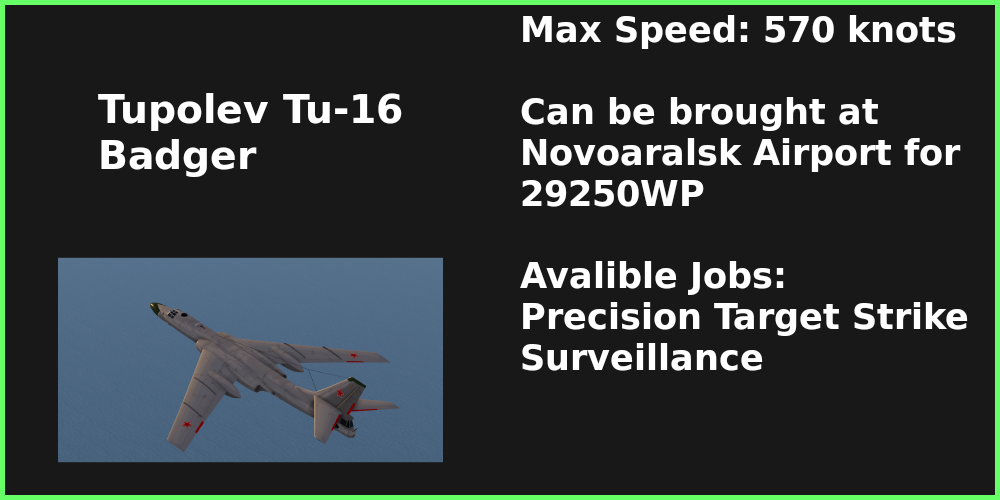 Tupolev Tu-16
Badger
Max Speed: 570 knots
Can be brought at
Novoaralsk Airport for
29250WP
Avalible Jobs:
Precision Target Strike
Surveillance